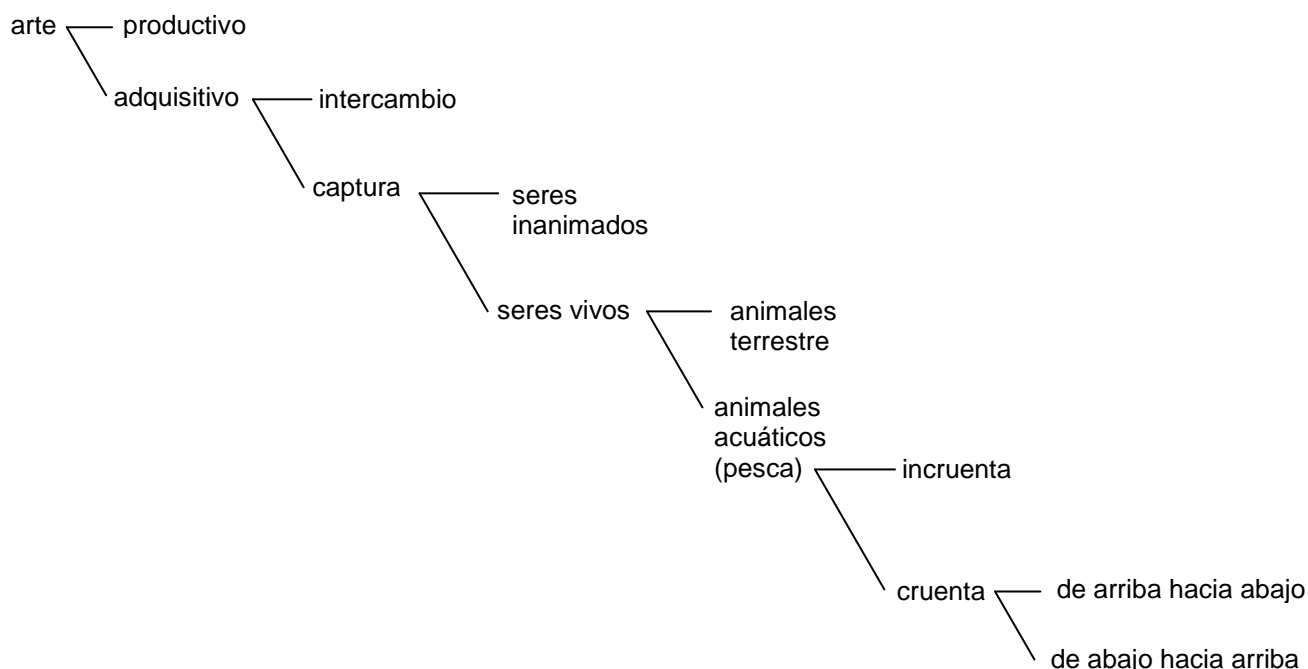 arte
productivo
adquisitivo
intercambio
captura
seres
inanimados
seres vivos
animales
terrestre
animales
acuáticos
(pesca)
incruenta
cruenta
de arriba hacia abajo
de abajo hacia arriba